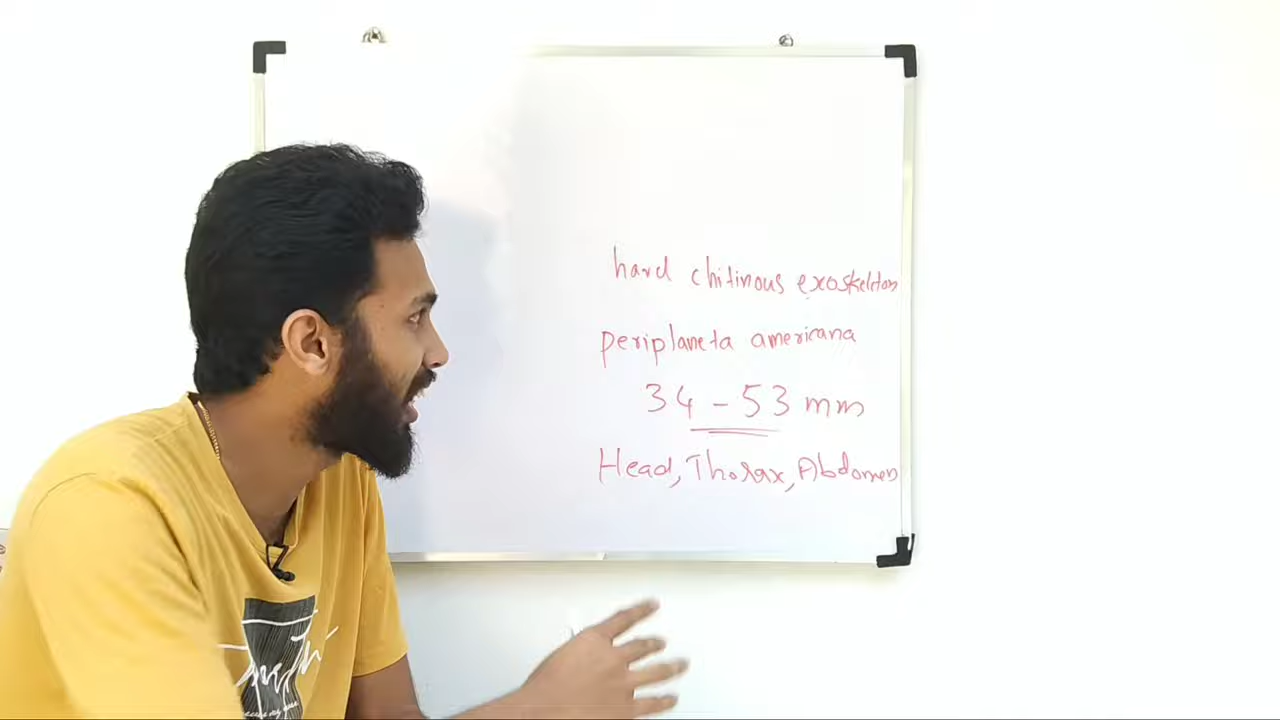 hard chitinous exoskeleton
periplaneta americana
34 - 53 mm
Head, Thorax, Abdomen